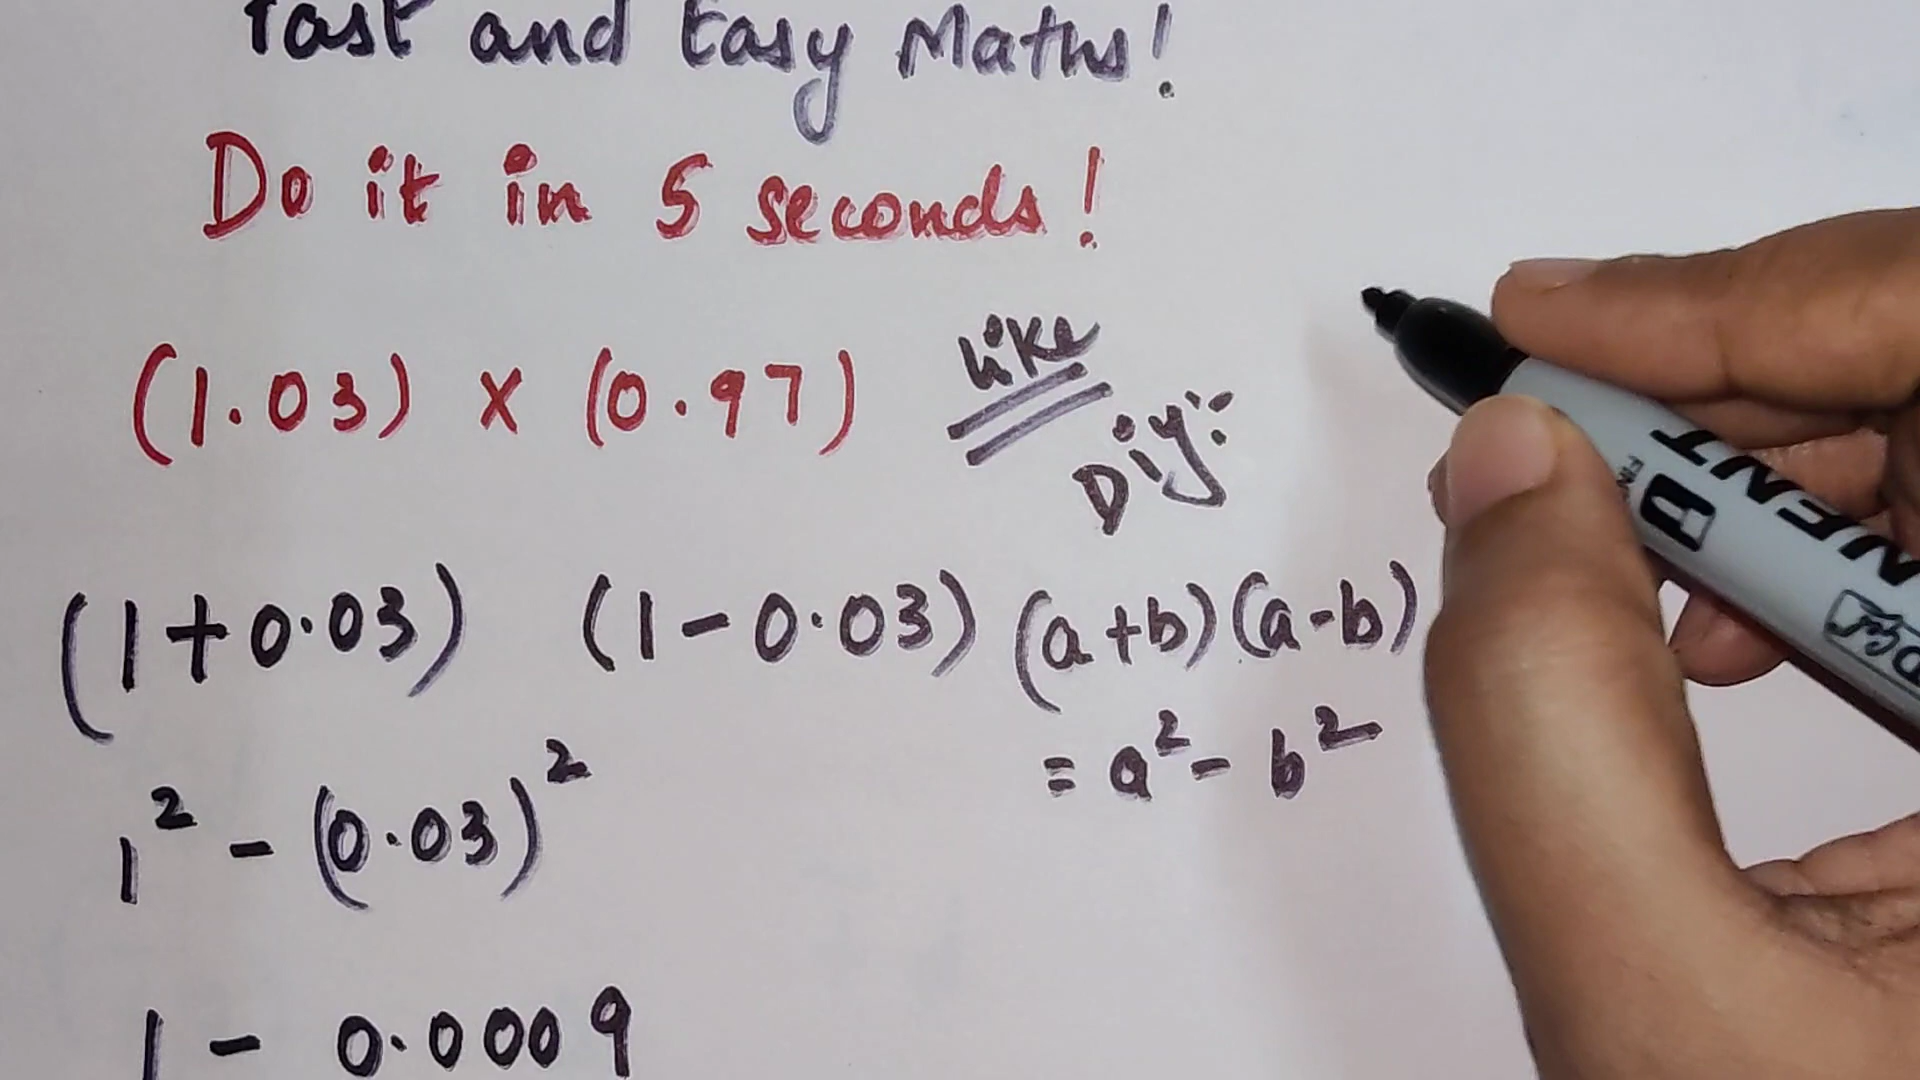 Fast and Easy Maths!
Do it in 5 seconds!
(1.03) x (0.97)
Like
Diy:
(1+0.03) (1-0.03) (a+b)(a-b)
= a² - b²
1² - (0.03)²
1 - 0.0009